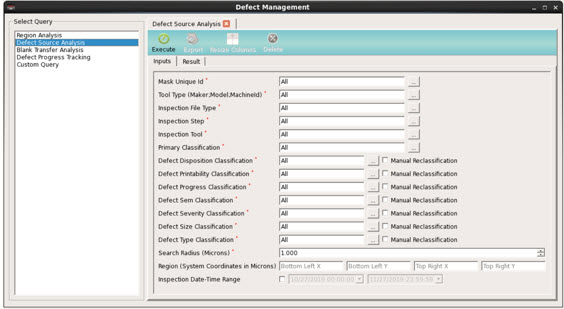 Defect Management
Select Query
Region Analysis
Defect Source Analysis
Blank Transfer Analysis
Defect Progress Tracking
Custom Query
Defect Source Analysis
Execute Export Resize Columns Delete
Inputs Result
Mask Unique Id * All ...
Tool Type (Maker;Model;MachineId) * All ...
Inspection File Type * All ...
Inspection Step * All ...
Inspection Tool * All ...
Primary Classification * All ...
Defect Disposition Classification * All ... Manual Reclassification
Defect Printability Classification * All ... Manual Reclassification
Defect Progress Classification * All ... Manual Reclassification
Defect Sem Classification * All ... Manual Reclassification
Defect Severity Classification * All ... Manual Reclassification
Defect Size Classification * All ... Manual Reclassification
Defect Type Classification * All ... Manual Reclassification
Search Radius (Microns) * 1.000
Region (System Coordinates in Microns) Bottom Left X Bottom Left Y Top Right X Top Right Y
Inspection Date-Time Range 10/27/2019 00:00:00 11/27/2019 23:59:59